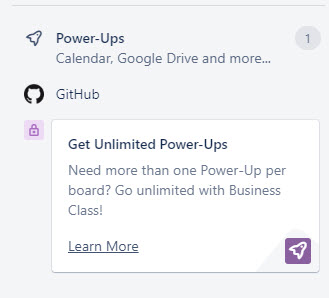 Power-Ups
1
Calendar, Google Drive and more...
GitHub
Get Unlimited Power-Ups
Need more than one Power-Up per
board? Go unlimited with Business
Class!
Learn More